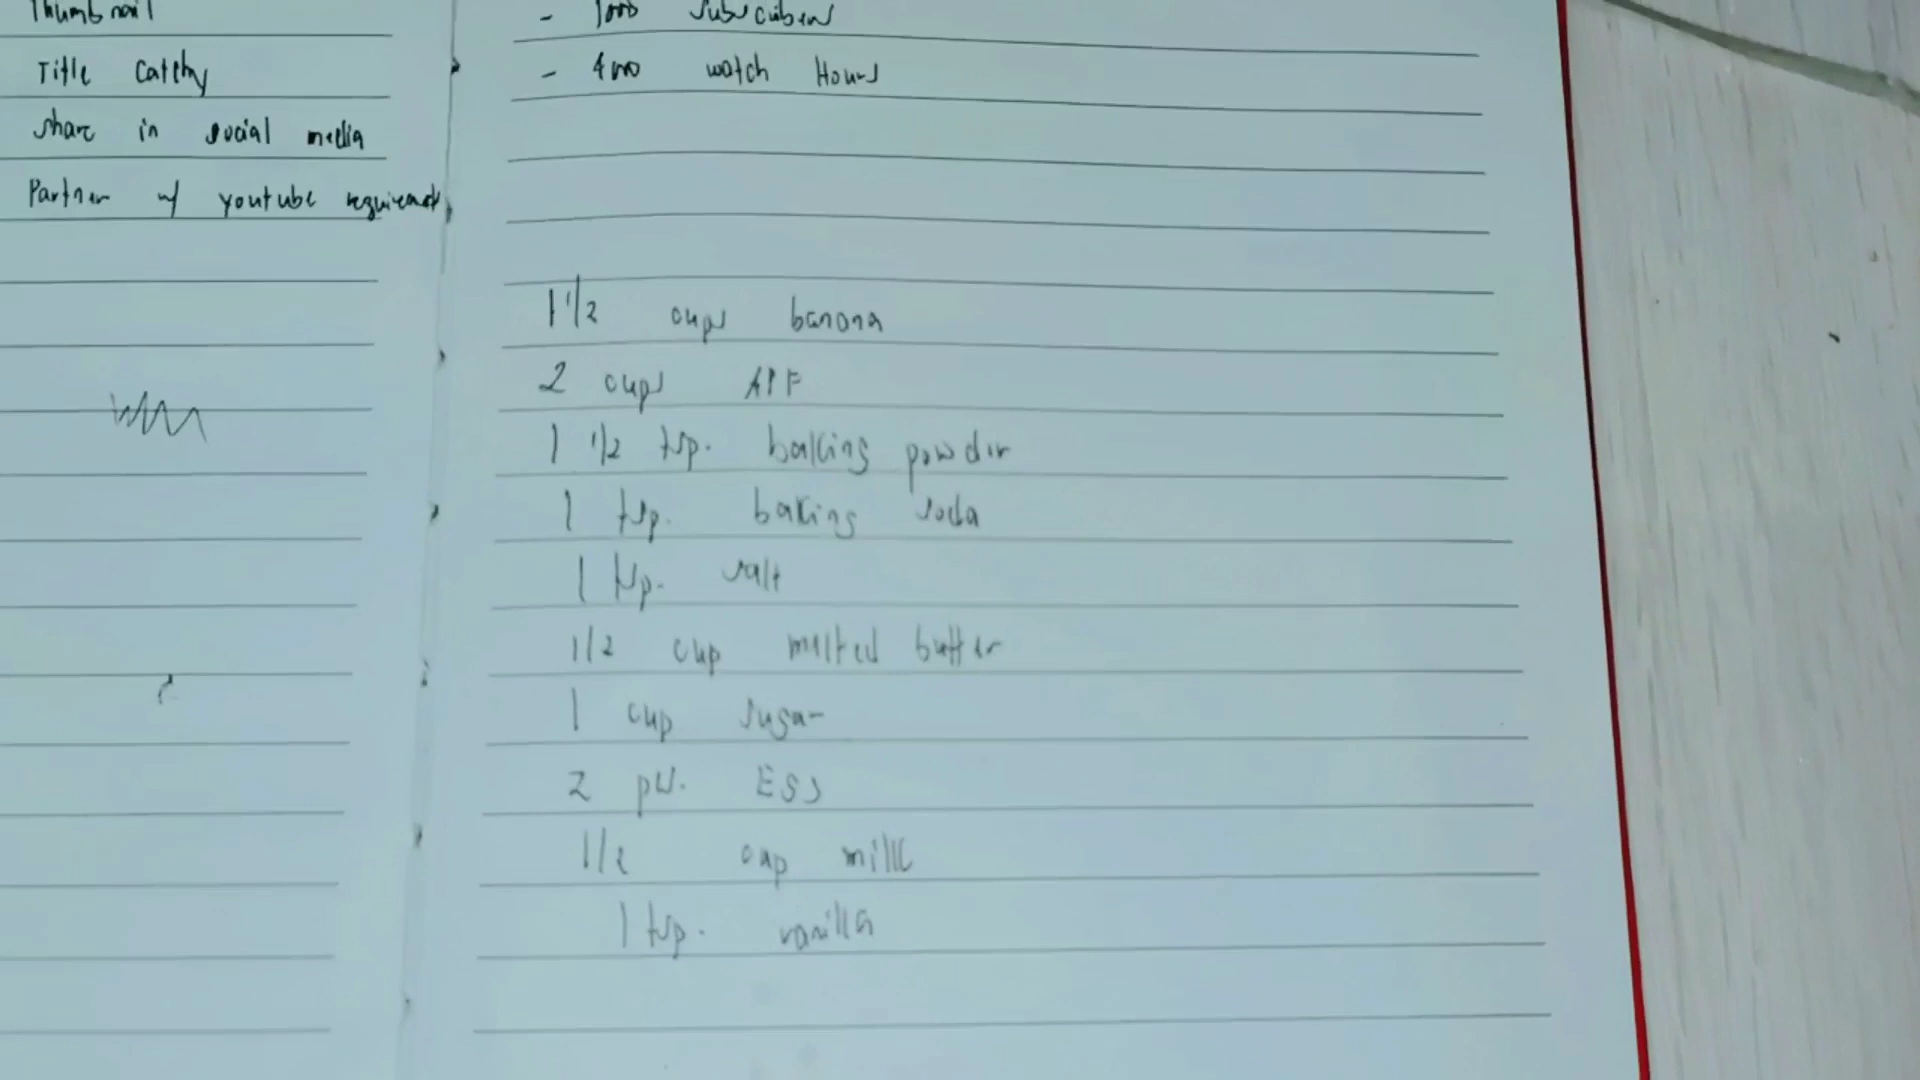 Thumbnail
Title Catchy
share in social media
Partner w/ youtube requirement
- 1000 subscribers
- 4000 watch Hours
1 1/2 cups banana
2 cups APF
1 1/2 tsp. baking powder
1 tsp. baking soda
1 tsp. salt
1/2 cup melted butter
1 cup sugar
2 pcs. Egg
1/2 cup milk
1 tsp. vanilla